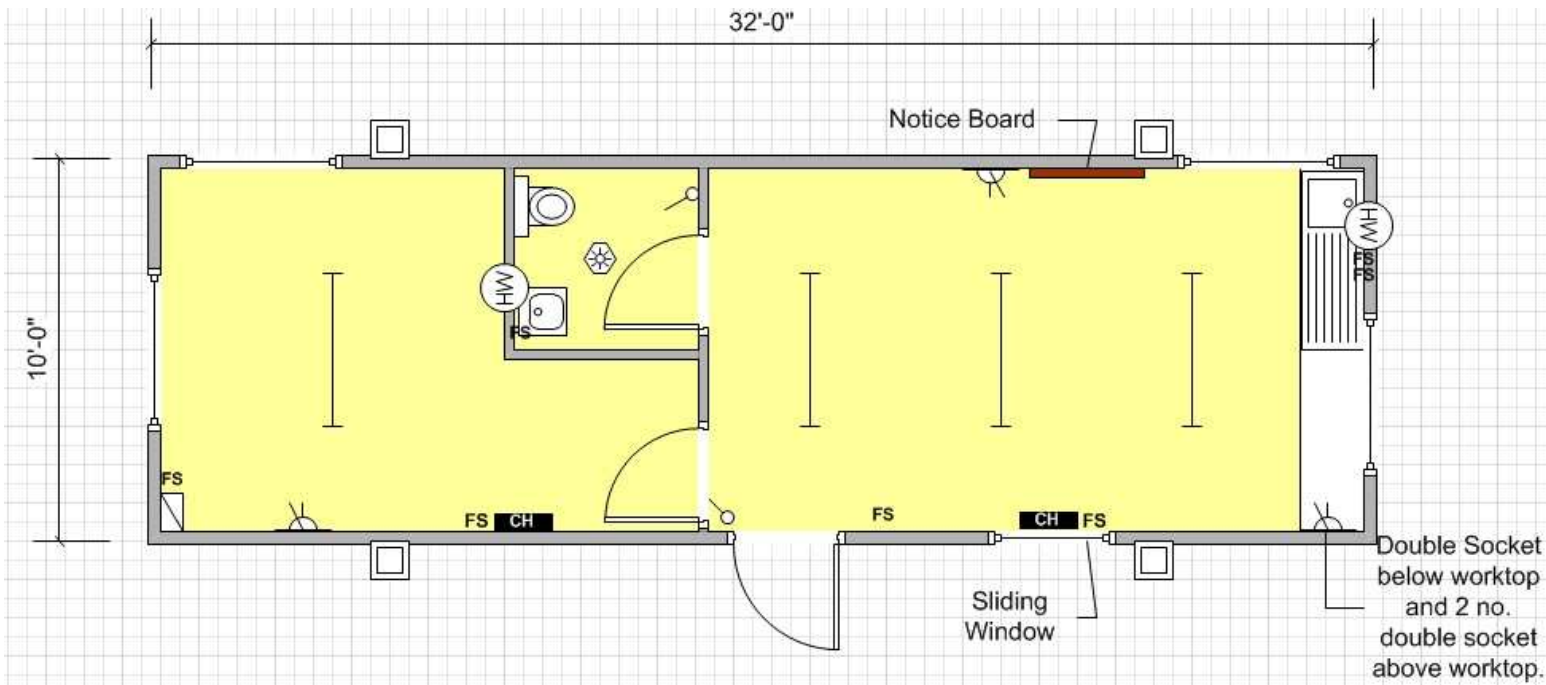 32'-0"
Notice Board
10'-0"
HW
HW
FS
FS
FS
FS
FS
CH
FS
CH
FS
FS
Sliding
Window
Double Socket
below worktop
and 2 no.
double socket
above worktop.